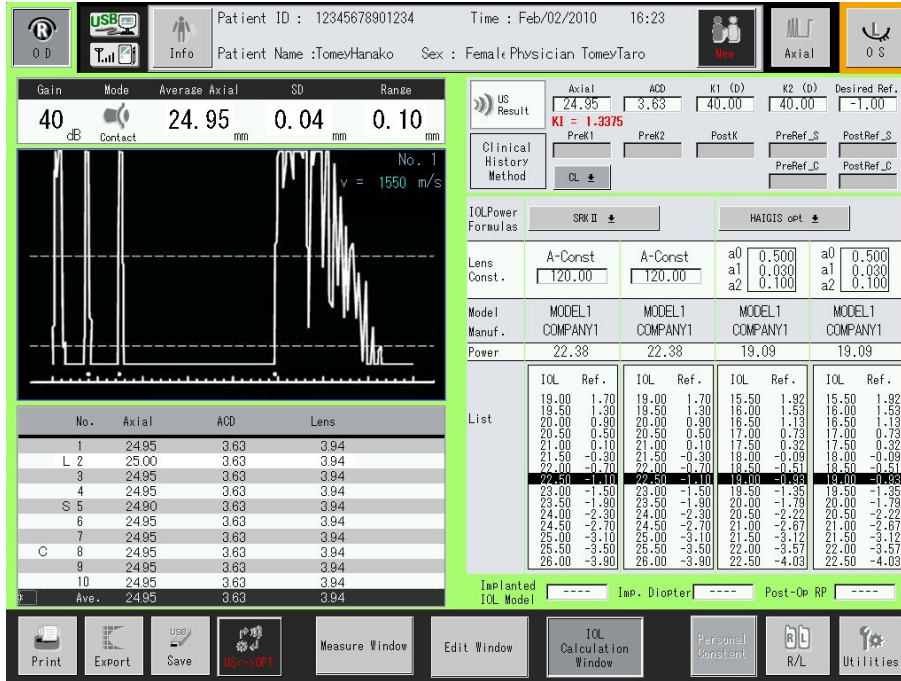 R
O D
USB
T
Info
Patient ID : 12345678901234
Time : Feb/02/2010 16:23
Patient Name :TomeyHanako Sex : Female Physician TomeyTaro
New
Axial
L
O S
Gain Mode Average Axial SD Range
40 dB Contact 24.95 mm 0.04 mm 0.10 mm
No. 1
v = 1550 m/s
No. Axial ACD Lens
1 24.95 3.63 3.94
L 2 25.00 3.63 3.94
3 24.95 3.63 3.94
4 24.95 3.63 3.94
S 5 24.90 3.63 3.94
6 24.95 3.63 3.94
7 24.95 3.63 3.94
C 8 24.95 3.63 3.94
9 24.95 3.63 3.94
10 24.95 3.63 3.94
* Ave. 24.95 3.63 3.94
US Result
Axial ACD K1 (D) K2 (D) Desired Ref.
24.95 3.63 40.00 40.00 -1.00
KI = 1.3375
Clinical History Method
PreK1 PreK2 PostK PreRef_S PostRef_S
PreRef_C PostRef_C
CL
IOLPower Formulas
SRKⅡ HAIGIS opt
Lens Const.
A-Const A-Const
120.00 120.00
a0 0.500 a0 0.500
a1 0.030 a1 0.030
a2 0.100 a2 0.100
Model MODEL1 MODEL1 MODEL1 MODEL1
Manuf. COMPANY1 COMPANY1 COMPANY1 COMPANY1
Power 22.38 22.38 19.09 19.09
List
IOL Ref. IOL Ref. IOL Ref. IOL Ref.
19.00 1.70 19.00 1.70 15.50 1.92 15.50 1.92
19.50 1.30 19.50 1.30 16.00 1.53 16.00 1.53
20.00 0.90 20.00 0.90 16.50 1.13 16.50 1.13
20.50 0.50 20.50 0.50 17.00 0.73 17.00 0.73
21.00 0.10 21.00 0.10 17.50 0.32 17.50 0.32
21.50 -0.30 21.50 -0.30 18.00 -0.09 18.00 -0.09
22.00 -0.70 22.00 -0.70 18.50 -0.51 18.50 -0.51
22.50 -1.10 22.50 -1.10 19.00 -0.93 19.00 -0.93
23.00 -1.50 23.00 -1.50 19.50 -1.35 19.50 -1.35
23.50 -1.90 23.50 -1.90 20.00 -1.79 20.00 -1.79
24.00 -2.30 24.00 -2.30 20.50 -2.22 20.50 -2.22
24.50 -2.70 24.50 -2.70 21.00 -2.67 21.00 -2.67
25.00 -3.10 25.00 -3.10 21.50 -3.12 21.50 -3.12
25.50 -3.50 25.50 -3.50 22.00 -3.57 22.00 -3.57
26.00 -3.90 26.00 -3.90 22.50 -4.03 22.50 -4.03
Implanted IOL Model ---- Imp. Diopter ---- Post-Op RP ----
Print
Export
USB
Save
US<->OPT
Measure Window
Edit Window
IOL Calculation Window
Personal Constant
R L
R/L
Utilities